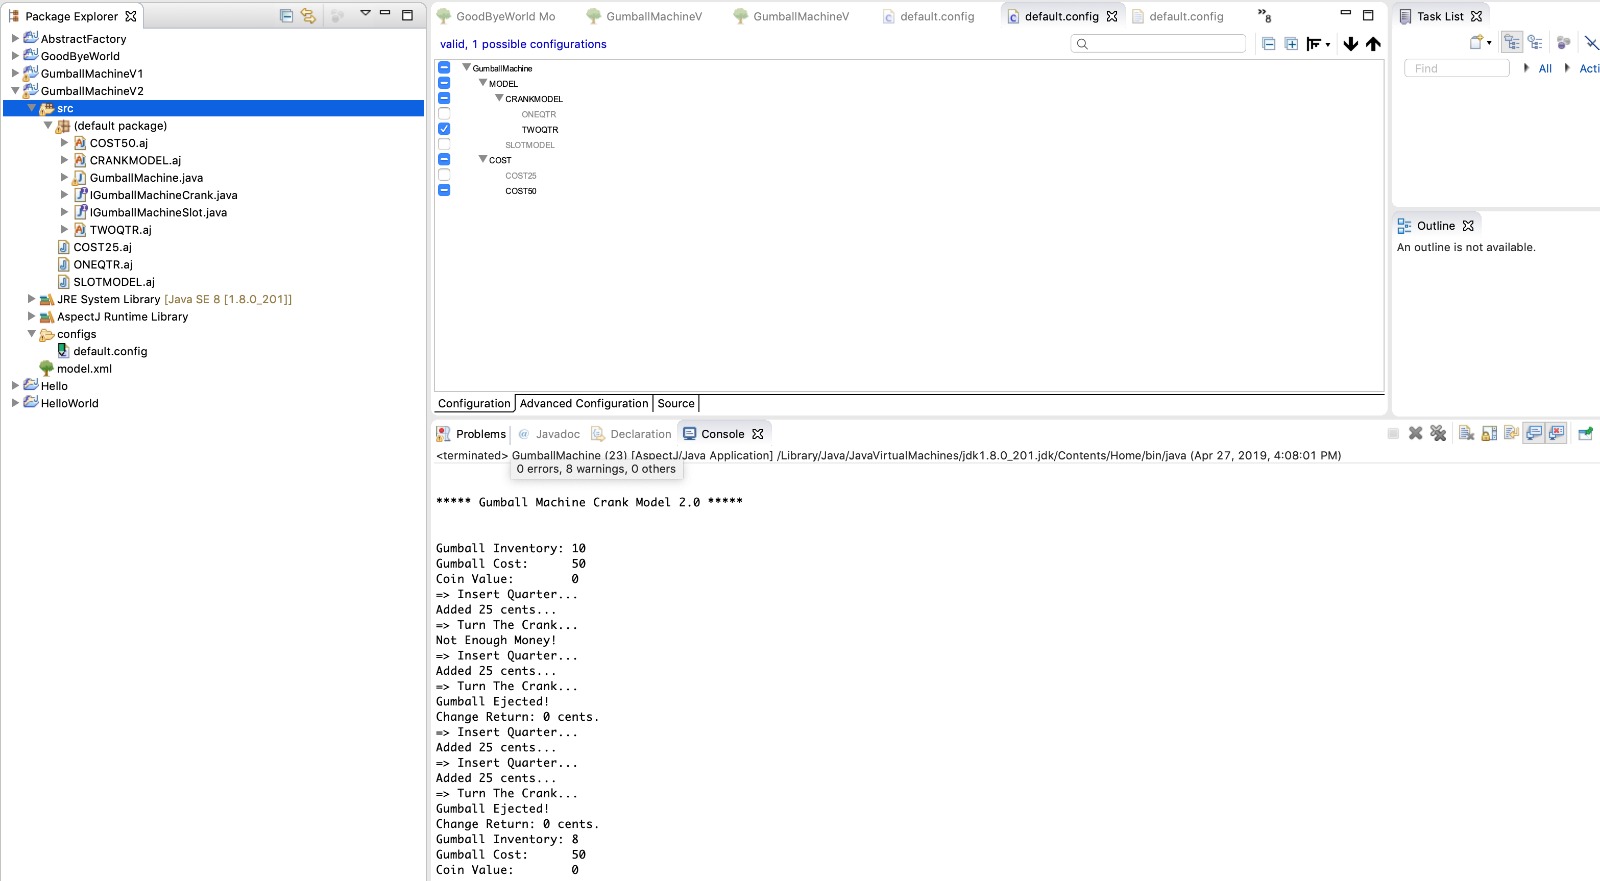 Package Explorer
AbstractFactory
GoodByeWorld
GumballMachineV1
GumballMachineV2
src
(default package)
COST50.aj
CRANKMODEL.aj
GumballMachine.java
IGumballMachineCrank.java
IGumballMachineSlot.java
TWOQTR.aj
COST25.aj
ONEQTR.aj
SLOTMODEL.aj
JRE System Library [Java SE 8 [1.8.0_201]]
AspectJ Runtime Library
configs
default.config
model.xml
Hello
HelloWorld
GoodByeWorld Mo
GumballMachineV
GumballMachineV
default.config
default.config
default.config
»8
valid, 1 possible configurations
GumballMachine
MODEL
CRANKMODEL
ONEQTR
TWOQTR
SLOTMODEL
COST
COST25
COST50
Configuration
Advanced Configuration
Source
Problems
Javadoc
Declaration
Console
<terminated> GumballMachine (23) [AspectJ/Java Application] /Library/Java/JavaVirtualMachines/jdk1.8.0_201.jdk/Contents/Home/bin/java (Apr 27, 2019, 4:08:01 PM)
0 errors, 8 warnings, 0 others
***** Gumball Machine Crank Model 2.0 *****
Gumball Inventory: 10
Gumball Cost: 50
Coin Value: 0
=> Insert Quarter...
Added 25 cents...
=> Turn The Crank...
Not Enough Money!
=> Insert Quarter...
Added 25 cents...
=> Turn The Crank...
Gumball Ejected!
Change Return: 0 cents.
=> Insert Quarter...
Added 25 cents...
=> Insert Quarter...
Added 25 cents...
=> Turn The Crank...
Gumball Ejected!
Change Return: 0 cents.
Gumball Inventory: 8
Gumball Cost: 50
Coin Value: 0
Task List
Find
All
Acti
Outline
An outline is not available.